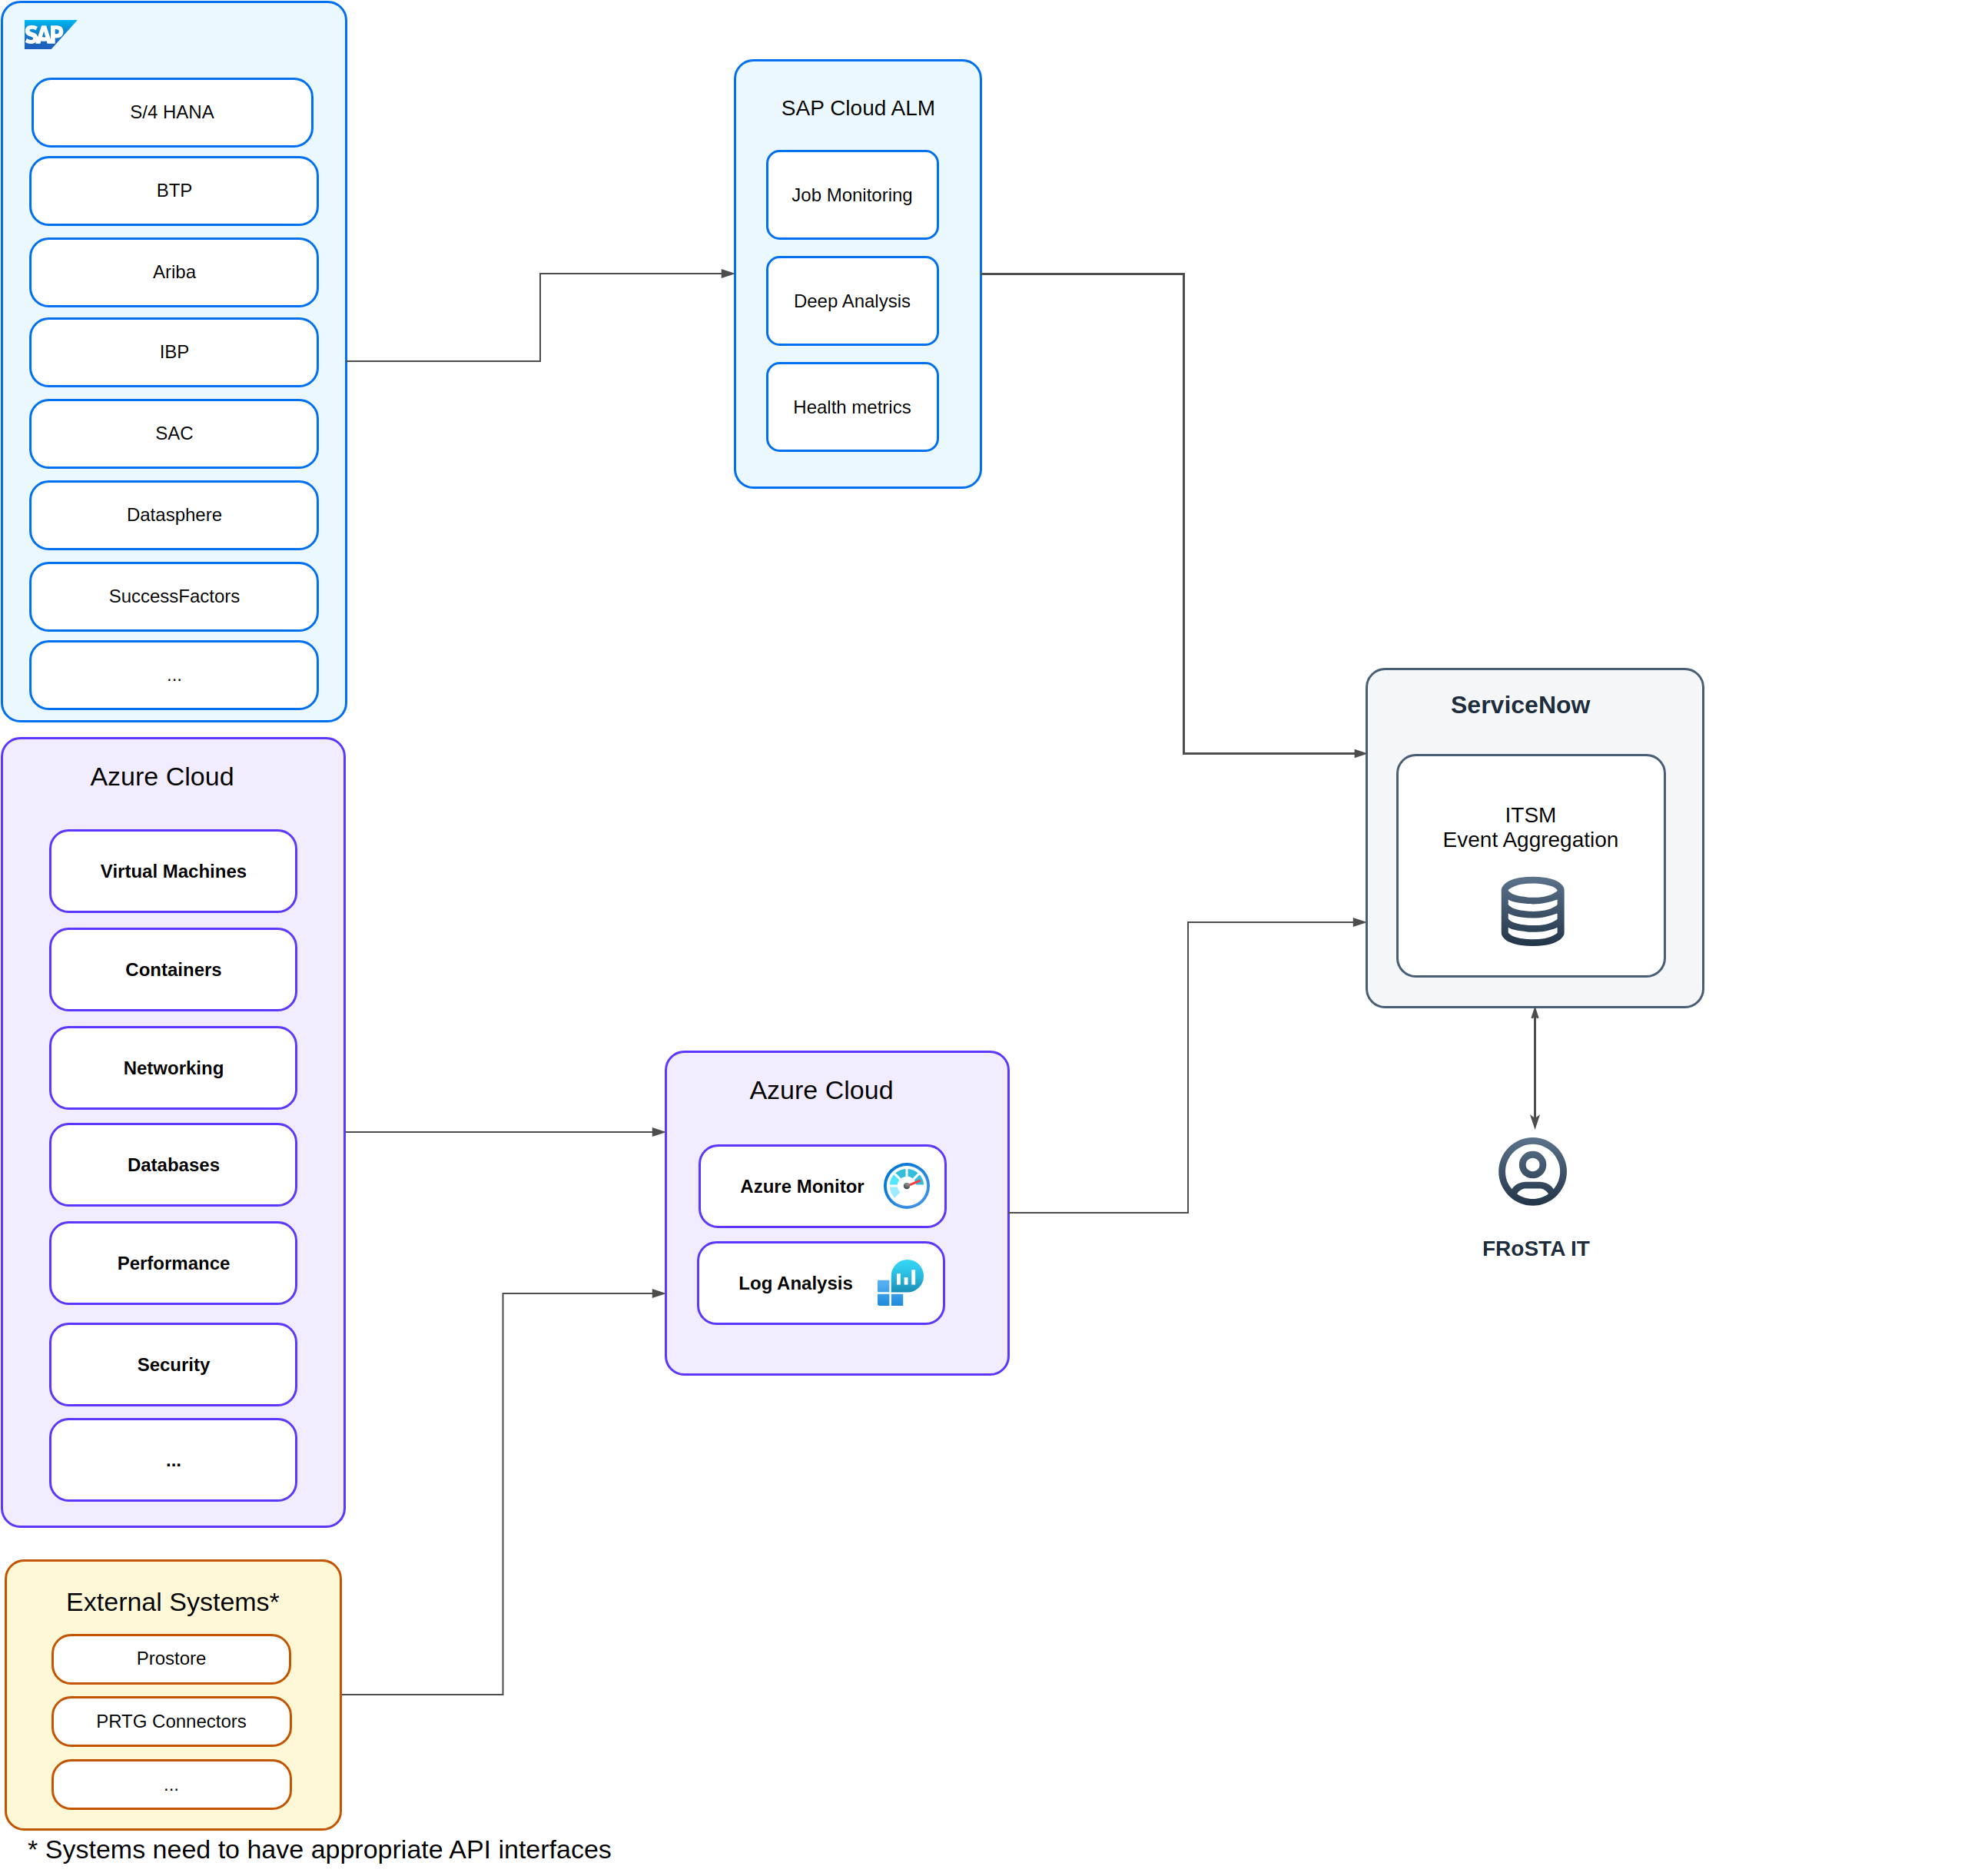 SAP
S/4 HANA
BTP
Ariba
IBP
SAC
Datasphere
SuccessFactors
...
SAP Cloud ALM
Job Monitoring
Deep Analysis
Health metrics
Azure Cloud
Virtual Machines
Containers
Networking
Databases
Performance
Security
...
Azure Cloud
Azure Monitor
Log Analysis
ServiceNow
ITSM
Event Aggregation
FRoSTA IT
External Systems*
Prostore
PRTG Connectors
...
* Systems need to have appropriate API interfaces